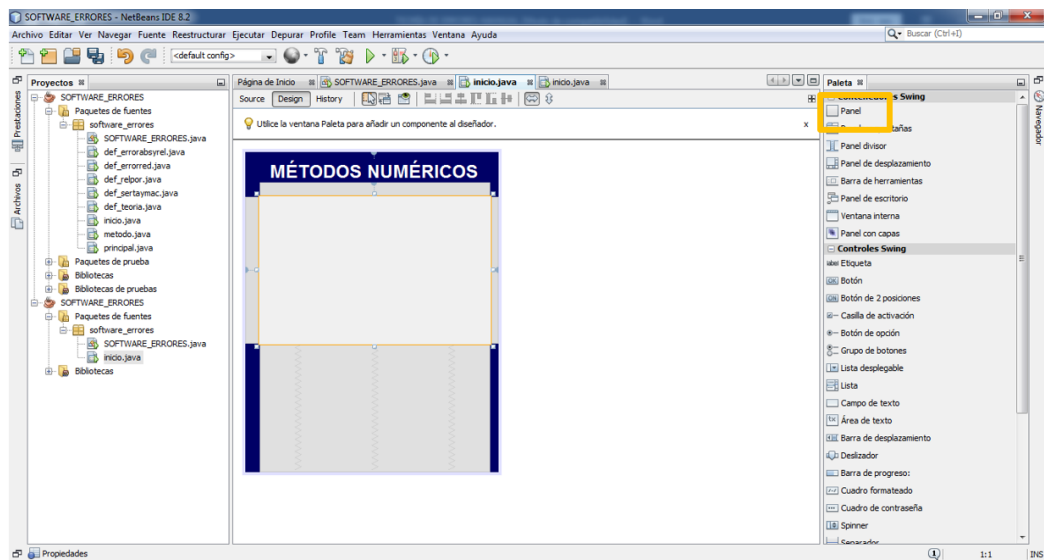 SOFTWARE_ERRORES - NetBeans IDE 8.2
Archivo Editar Ver Navegar Fuente Reestructurar Ejecutar Depurar Profile Team Herramientas Ventana Ayuda
Buscar (Ctrl+I)
<default config>
Prestaciones
Archivos
Proyectos
SOFTWARE_ERRORES
Paquetes de fuentes
software_errores
SOFTWARE_ERRORES.java
def_errorabsyrel.java
def_errorred.java
def_relpor.java
def_sertaymac.java
def_teoria.java
inicio.java
metodo.java
principal.java
Paquetes de prueba
Bibliotecas
Bibliotecas de pruebas
SOFTWARE_ERRORES
Paquetes de fuentes
software_errores
SOFTWARE_ERRORES.java
inicio.java
Bibliotecas
Página de Inicio SOFTWARE_ERRORES.java inicio.java inicio.java
Source Design History
Utilice la ventana Paleta para añadir un componente al diseñador. x
MÉTODOS NUMÉRICOS
Paleta
Swing
Panel
Panel divisor
Panel de desplazamiento
Barra de herramientas
Panel de escritorio
Ventana interna
Panel con capas
Controles Swing
label Etiqueta
OK Botón
ON Botón de 2 posiciones
Casilla de activación
Botón de opción
Grupo de botones
Lista desplegable
Lista
Campo de texto
Área de texto
Barra de desplazamiento
Deslizador
Barra de progreso:
Cuadro formateado
Cuadro de contraseña
Spinner
Separador
Navegador
Propiedades
1 1:1 INS